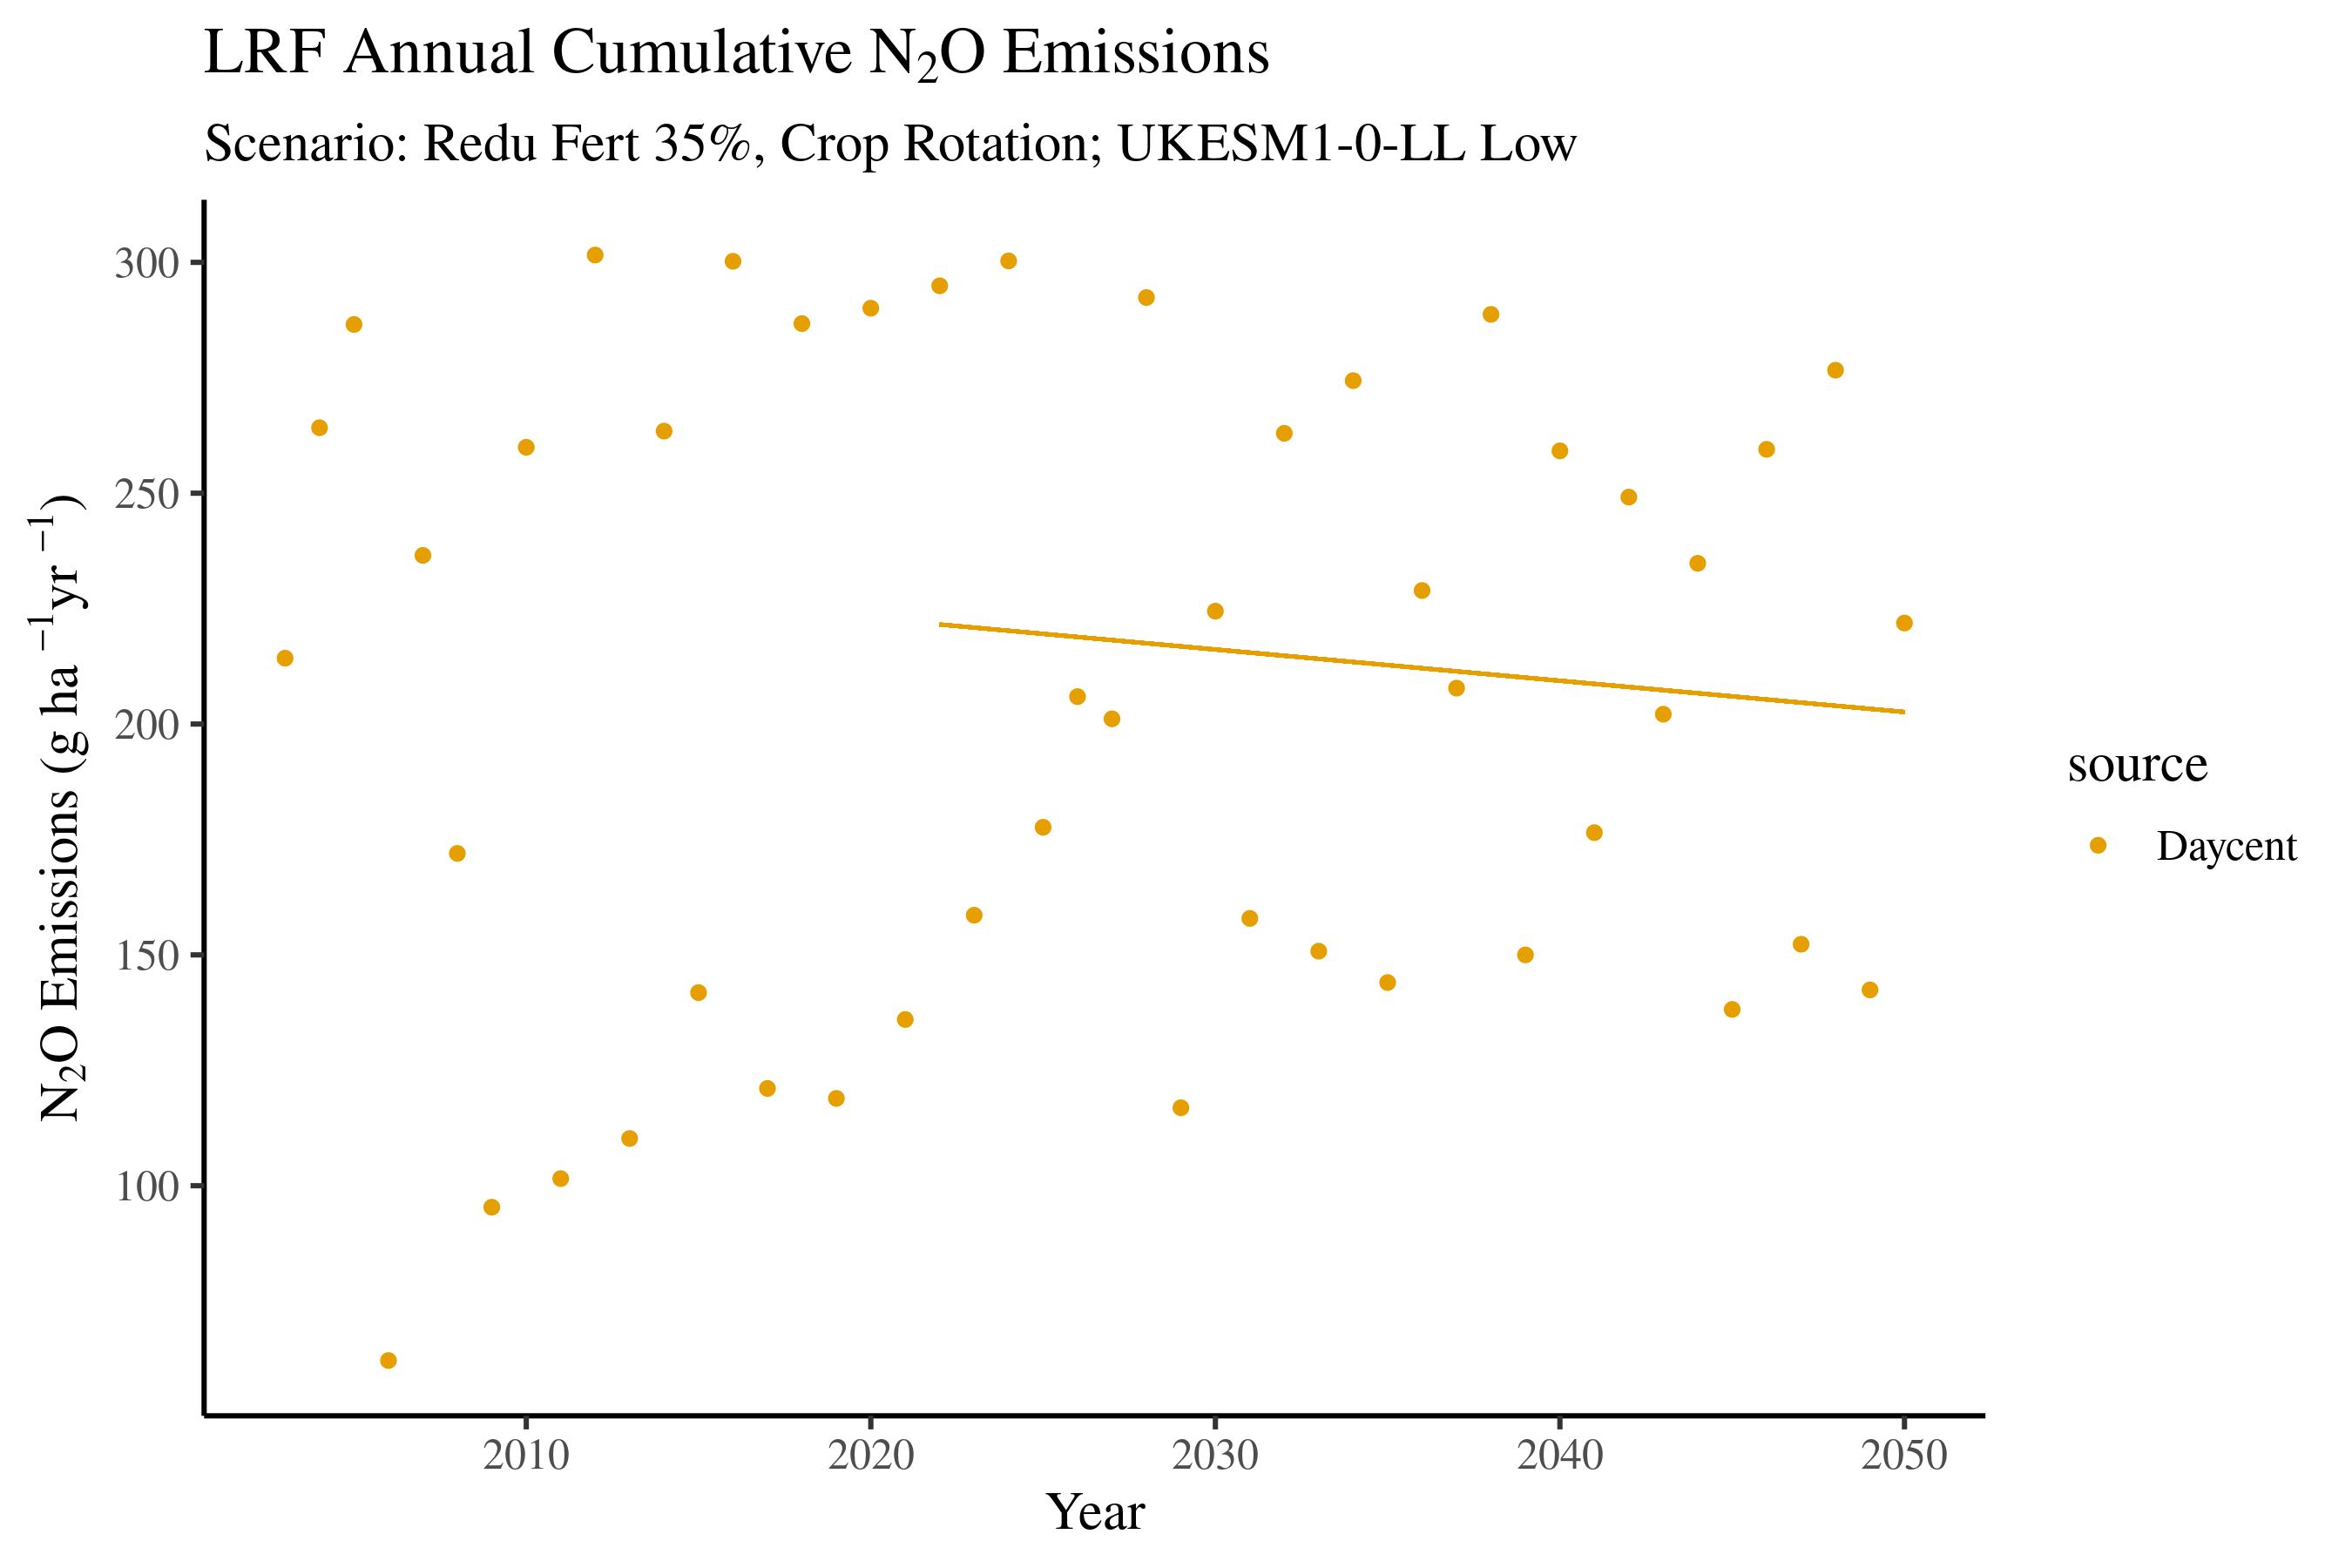 LRF Annual Cumulative N₂O Emissions
Scenario: Redu Fert 35%, Crop Rotation; UKESM1-0-LL Low
N₂O Emissions (g ha⁻¹yr⁻¹)
300
250
200
150
100
2010 2020 2030 2040 2050
Year
source
Daycent